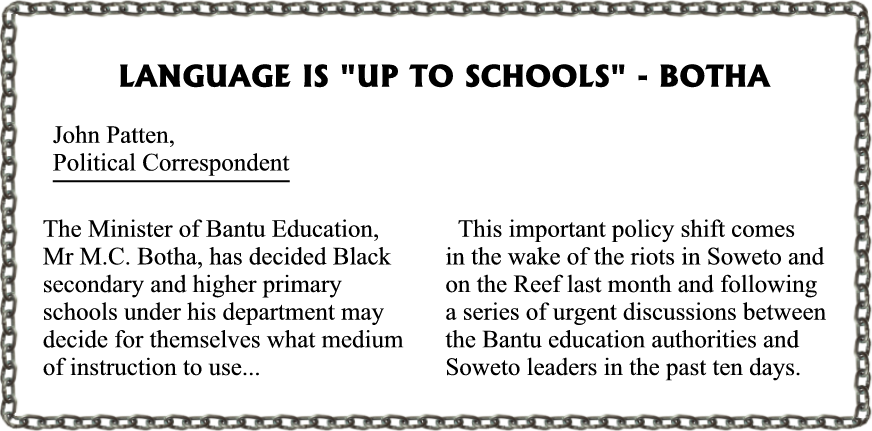 LANGUAGE IS "UP TO SCHOOLS" - BOTHA
John Patten,
Political Correspondent
The Minister of Bantu Education,
Mr M.C. Botha, has decided Black
secondary and higher primary
schools under his department may
decide for themselves what medium
of instruction to use...
This important policy shift comes
in the wake of the riots in Soweto and
on the Reef last month and following
a series of urgent discussions between
the Bantu education authorities and
Soweto leaders in the past ten days.